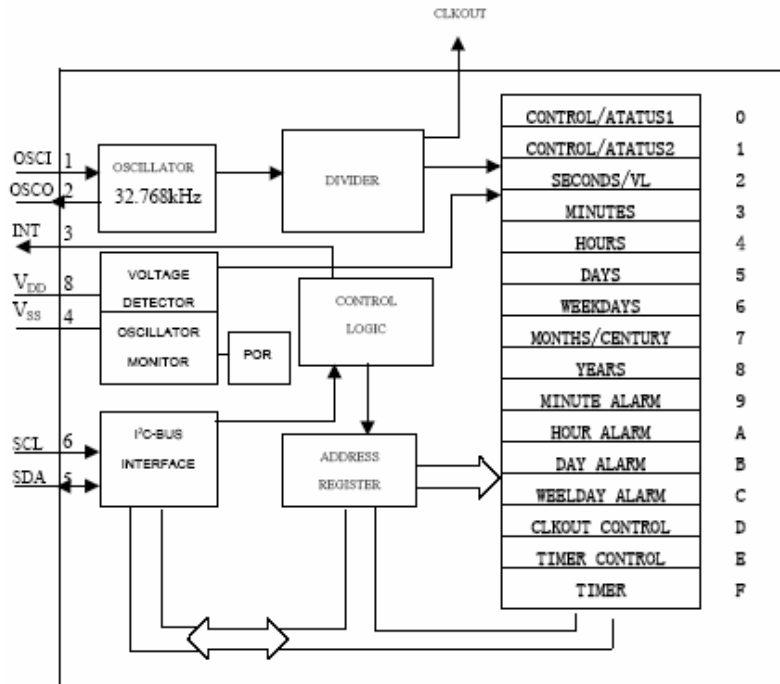 CLKOUT
OSCI 1
OSCO 2
INT 3
VDD 8
VSS 4
SCL 6
SDA 5
OSCILLATOR
32.768kHz
DIVIDER
VOLTAGE
DETECTOR
OSCILLATOR
MONITOR
POR
CONTROL
LOGIC
I²C-BUS
INTERFACE
ADDRESS
REGISTER
CONTROL/ATATUS1 0
CONTROL/ATATUS2 1
SECONDS/VL 2
MINUTES 3
HOURS 4
DAYS 5
WEEKDAYS 6
MONTHS/CENTURY 7
YEARS 8
MINUTE ALARM 9
HOUR ALARM A
DAY ALARM B
WEELDAY ALARM C
CLKOUT CONTROL D
TIMER CONTROL E
TIMER F